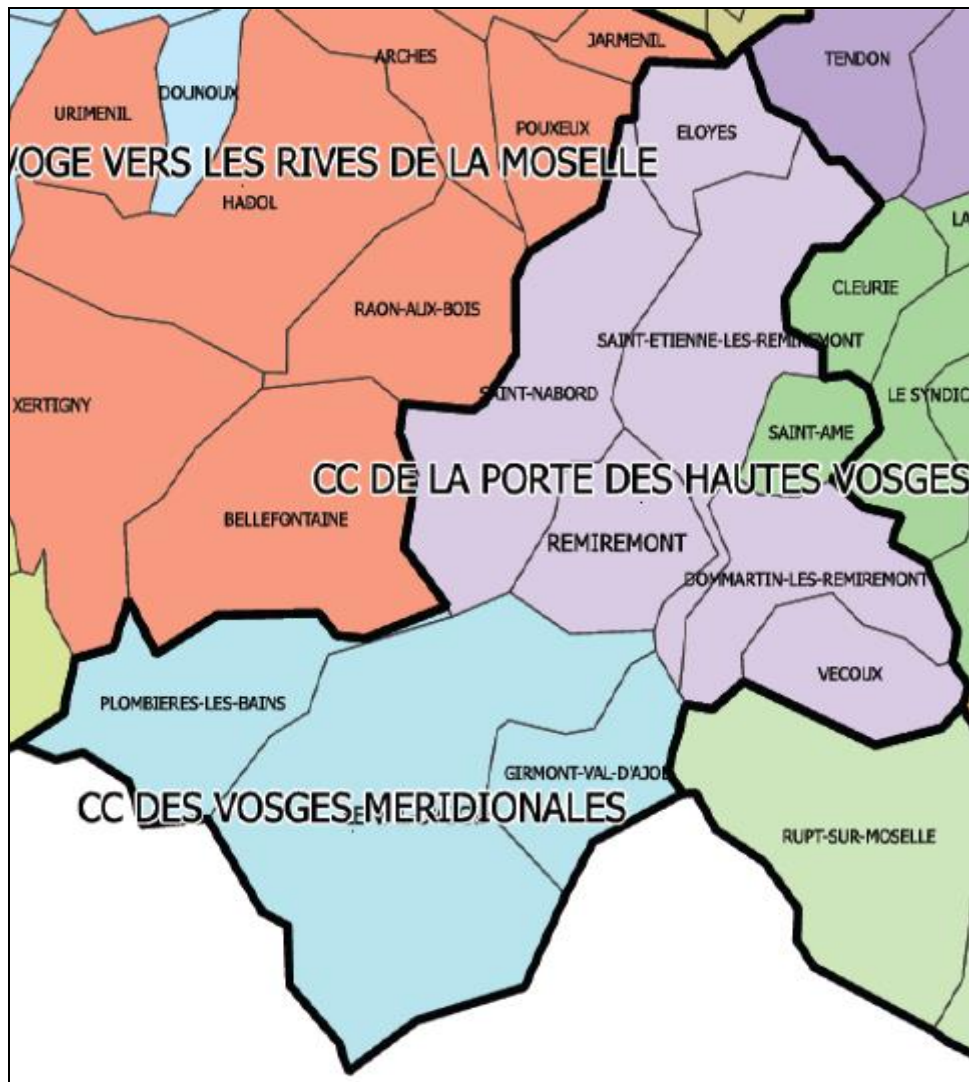 JARMENIL
ARCHES
TENDON
DOUNOUX
URIMENIL
POUXEUX
ELOYES
VOGE VERS LES RIVES DE LA MOSELLE
HADOL
LA
CLEURIE
RAON-AUX-BOIS
SAINT-ETIENNE-LES-REMIREMONT
SAINT-NABORD
LE SYNDIC
XERTIGNY
SAINT-AME
CC DE LA PORTE DES HAUTES VOSGES
BELLEFONTAINE
REMIREMONT
DOMMARTIN-LES-REMIREMONT
VECOUX
PLOMBIERES-LES-BAINS
GIRMONT-VAL-D'AJOL
CC DES VOSGES MERIDIONALES
RUPT-SUR-MOSELLE